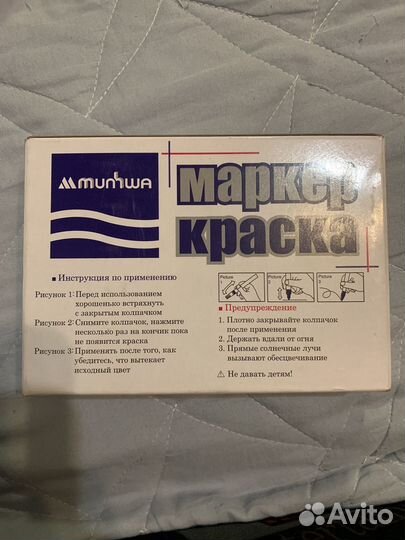 munhwa
маркер
краска
▪ Инструкция по применению
Рисунок 1: Перед использованием
хорошенько встряхнуть
с закрытым колпачком
Рисунок 2: Снимите колпачок, нажмите
несколько раз на кончик пока
не появится краска
Рисунок 3: Применять после того, как
убедитесь, что вытекает
исходный цвет
Picture 1
Picture 2
Picture 3
▪ Предупреждение
1. Плотно закрывайте колпачок
после применения
2. Держать вдали от огня
3. Прямые солнечные лучи
вызывают обесцвечивание
⚠ Не давать детям!
Avito